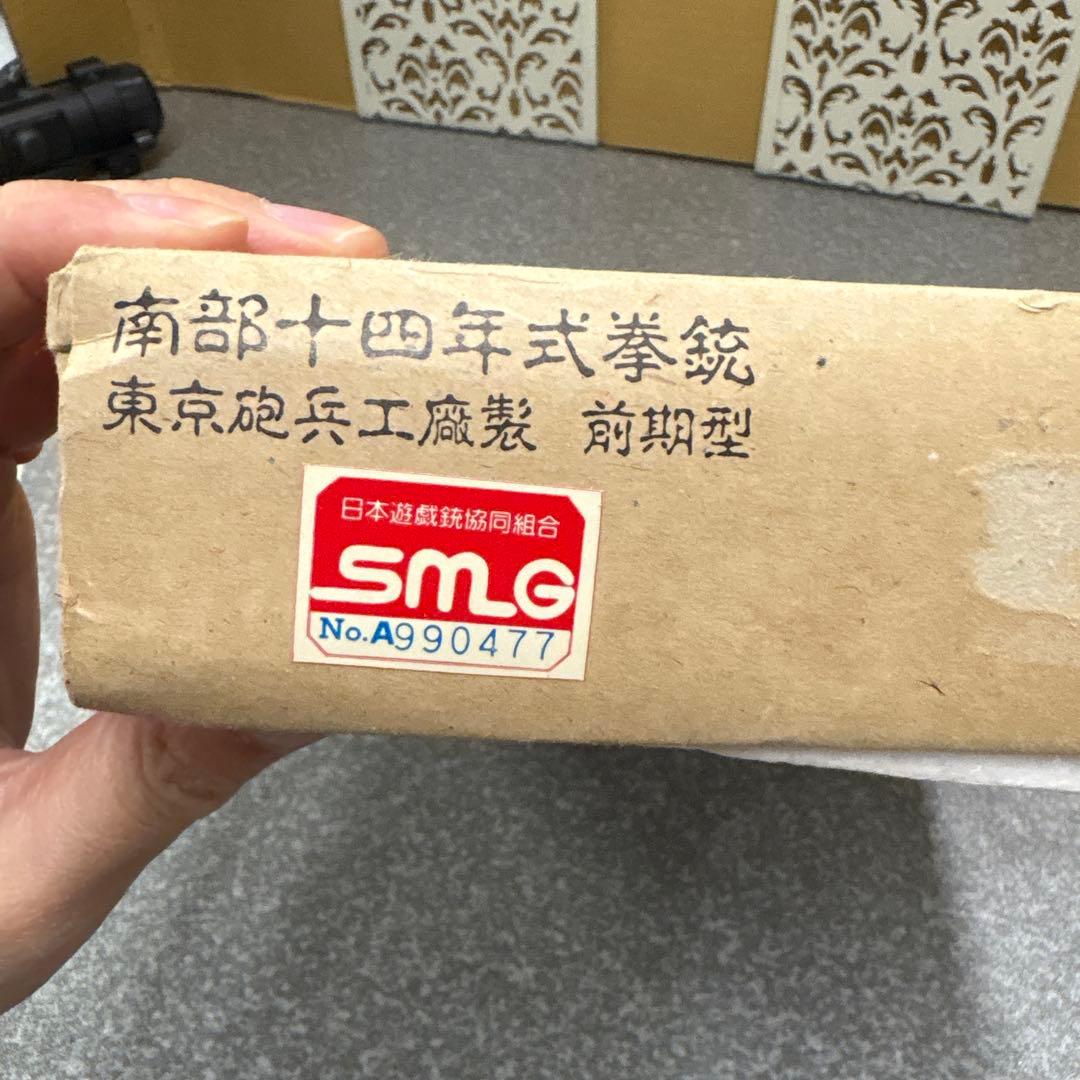 南部十四年式拳銃
東京砲兵工廠製 前期型
日本遊戯銃協同組合
SMG
No.A990477